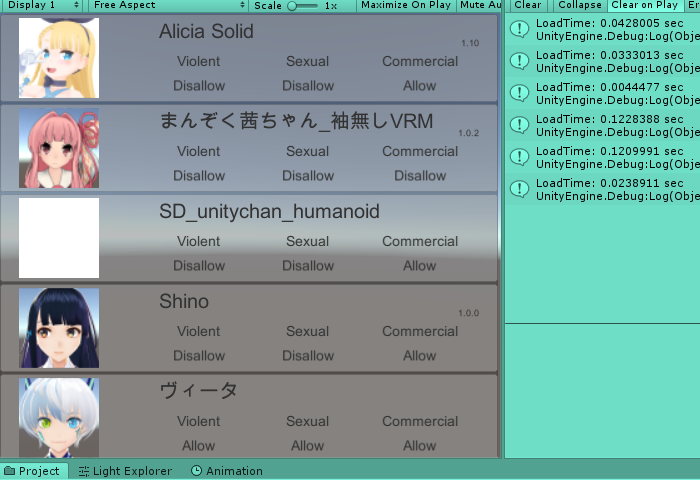 Display 1 Free Aspect Scale 1x Maximize On Play Mute Au
Clear Collapse Clear on Play Er
Alicia Solid
1.10
Violent Sexual Commercial
Disallow Disallow Allow
まんぞく茜ちゃん_袖無しVRM
1.0.2
Violent Sexual Commercial
Disallow Disallow Disallow
SD_unitychan_humanoid
Violent Sexual Commercial
Disallow Disallow Allow
Shino
1.0.0
Violent Sexual Commercial
Disallow Disallow Allow
ヴィータ
Violent Sexual Commercial
Allow Allow Allow
LoadTime: 0.0428005 sec
UnityEngine.Debug:Log(Obje
LoadTime: 0.0333013 sec
UnityEngine.Debug:Log(Obje
LoadTime: 0.0044477 sec
UnityEngine.Debug:Log(Obje
LoadTime: 0.1228388 sec
UnityEngine.Debug:Log(Obje
LoadTime: 0.1209991 sec
UnityEngine.Debug:Log(Obje
LoadTime: 0.0238911 sec
UnityEngine.Debug:Log(Obje
Project Light Explorer Animation